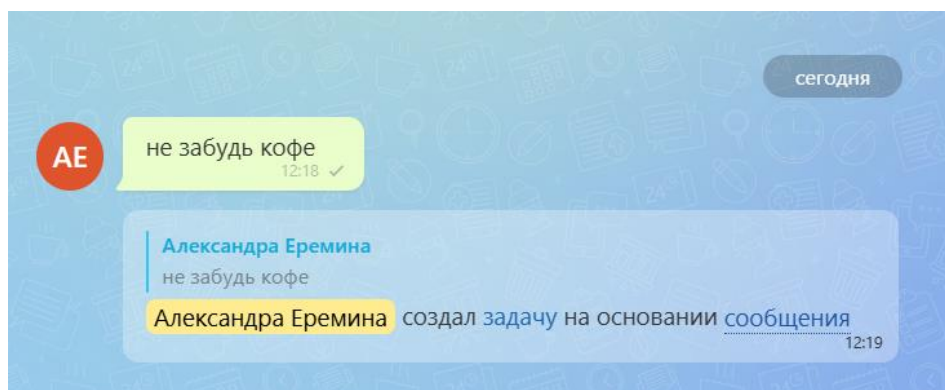 сегодня
АЕ
не забудь кофе
12:18
Александра Еремина
не забудь кофе
Александра Еремина создал задачу на основании сообщения
12:19